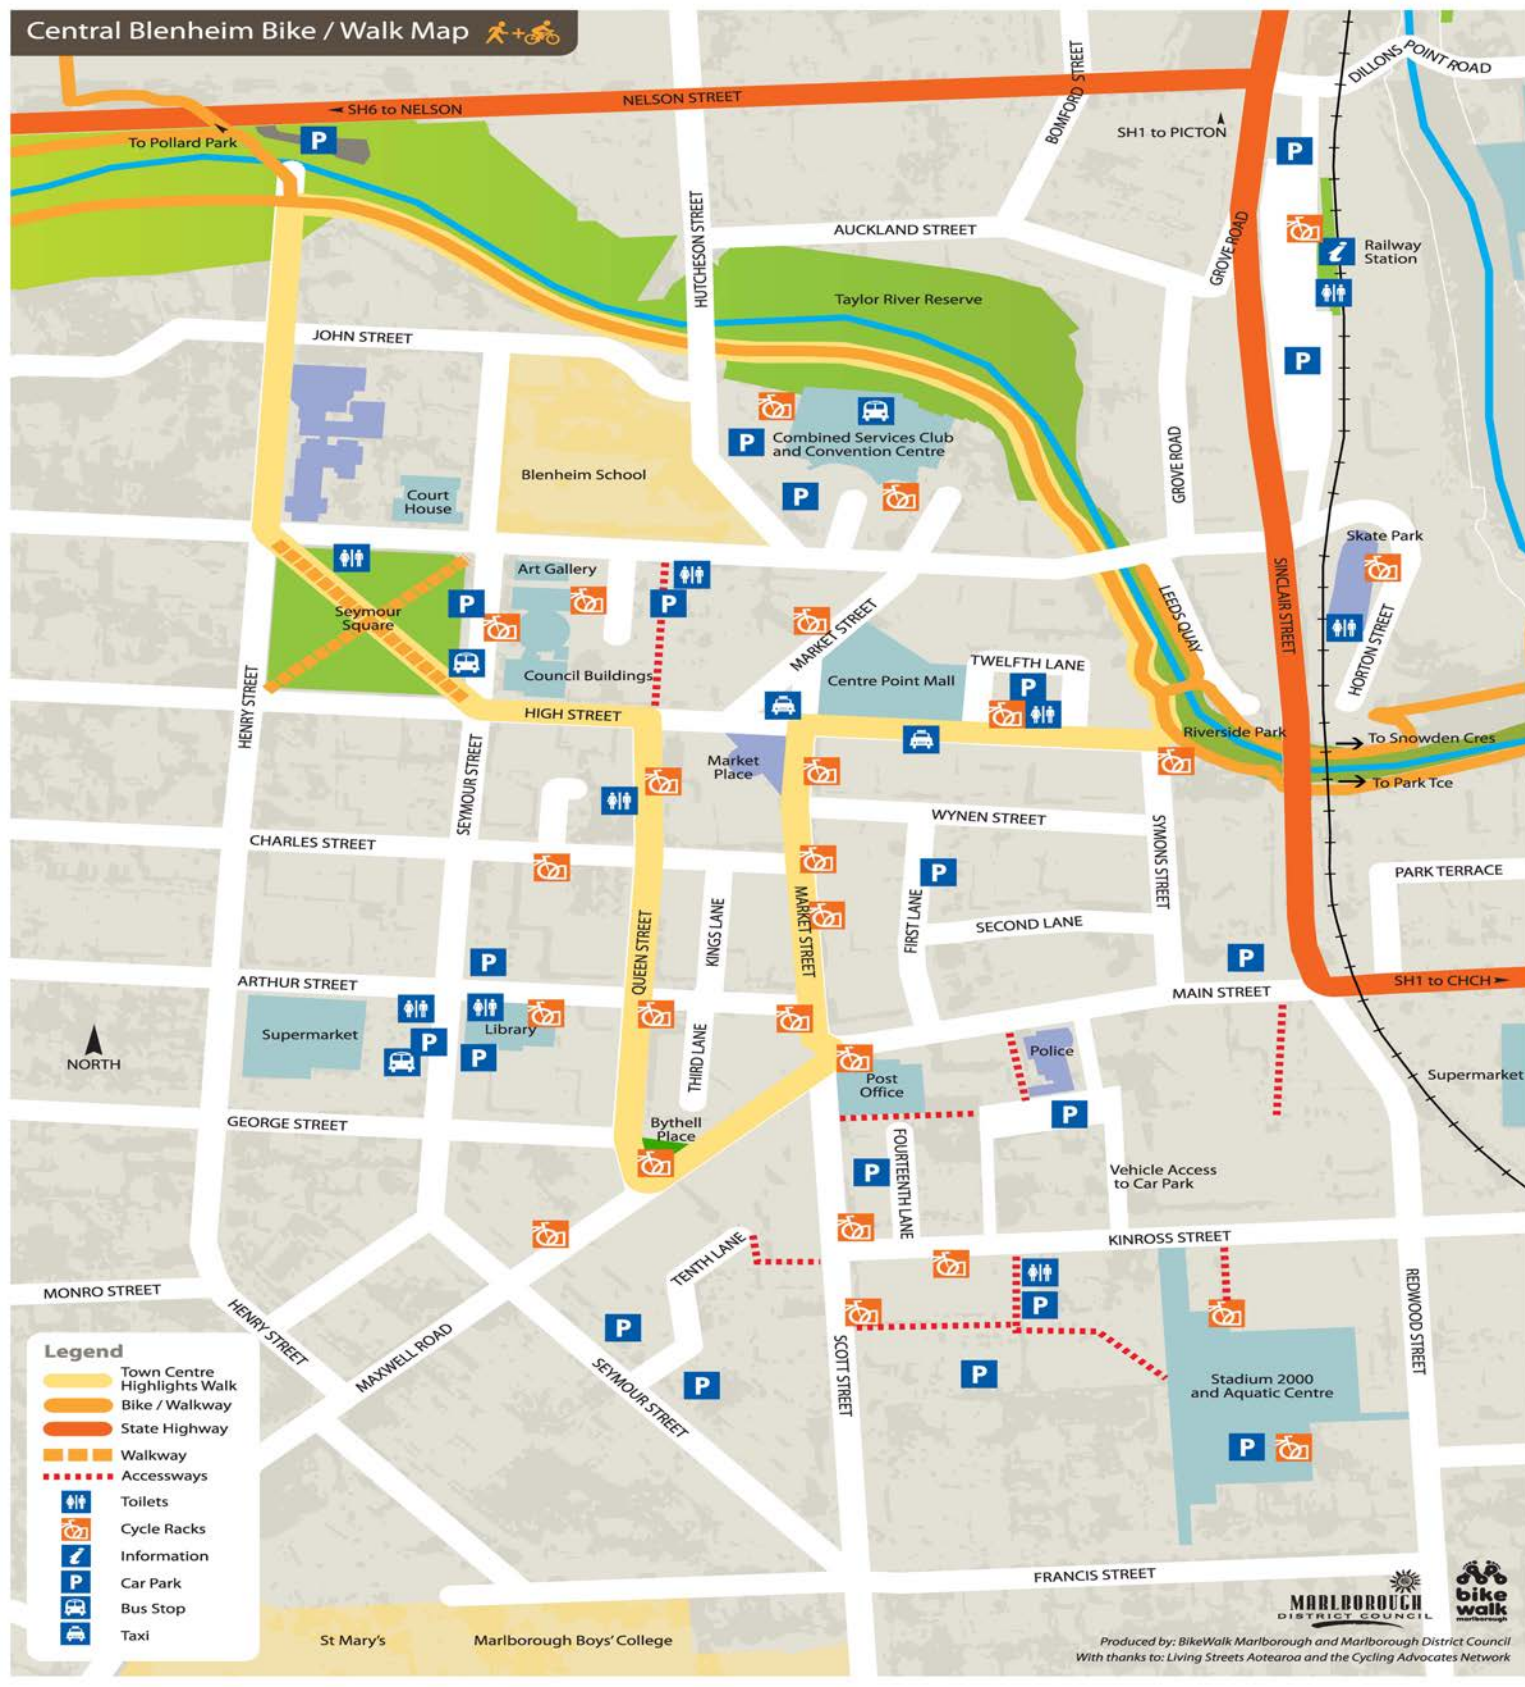 Central Blenheim Bike / Walk Map
SH6 to NELSON
NELSON STREET
BOMFORD STREET
DILLONS POINT ROAD
SH1 to PICTON
To Pollard Park
P
P
HUTCHESON STREET
AUCKLAND STREET
GROVE ROAD
Railway
Station
i
Taylor River Reserve
JOHN STREET
P
Combined Services Club
and Convention Centre
P
P
GROVE ROAD
Blenheim School
Court
House
Skate Park
Art Gallery
Seymour
Square
P
P
MARKET STREET
LEEDS QUAY
SINCLAIR STREET
HORTON STREET
Council Buildings
Centre Point Mall
TWELFTH LANE
P
HENRY STREET
HIGH STREET
Riverside Park
To Snowden Cres
SEYMOUR STREET
Market
Place
To Park Tce
CHARLES STREET
WYNEN STREET
SYMONS STREET
P
PARK TERRACE
QUEEN STREET
KINGS LANE
MARKET STREET
FIRST LANE
SECOND LANE
P
P
ARTHUR STREET
MAIN STREET
SH1 to CHCH
Supermarket
Library
P
P
THIRD LANE
NORTH
Police
Supermarket
Post
Office
GEORGE STREET
Bythell
Place
P
P
FOURTEENTH LANE
Vehicle Access
to Car Park
KINROSS STREET
TENTH LANE
MONRO STREET
HENRY STREET
MAXWELL ROAD
P
P
REDWOOD STREET
SCOTT STREET
SEYMOUR STREET
P
P
Stadium 2000
and Aquatic Centre
P
Legend
Town Centre
Highlights Walk
Bike / Walkway
State Highway
Walkway
Accessways
Toilets
Cycle Racks
i Information
P Car Park
Bus Stop
Taxi
FRANCIS STREET
St Mary's
Marlborough Boys' College
MARLBOROUGH
DISTRICT COUNCIL
bike
walk
marlborough
Produced by: BikeWalk Marlborough and Marlborough District Council
With thanks to: Living Streets Aotearoa and the Cycling Advocates Network